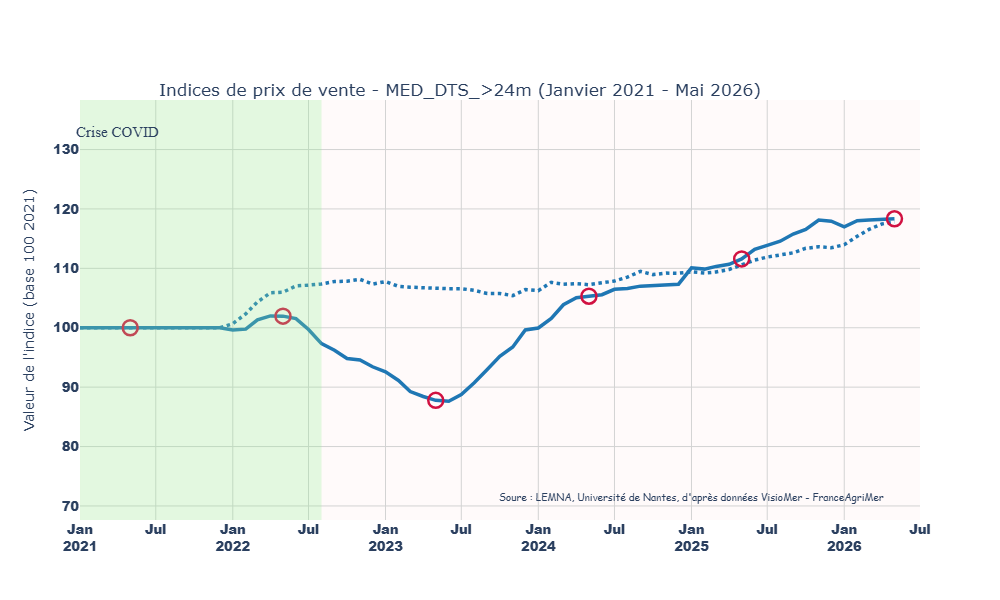 Indices de prix de vente - MED_DTS_>24m (Janvier 2021 - Mai 2026)
Crise COVID
Valeur de l'indice (base 100 2021)
130
120
110
100
90
80
70
Soure : LEMNA, Université de Nantes, d'après données VisioMer - FranceAgriMer
Jan Jul Jan Jul Jan Jul Jan Jul Jan Jul Jan Jul
2021 2022 2023 2024 2025 2026